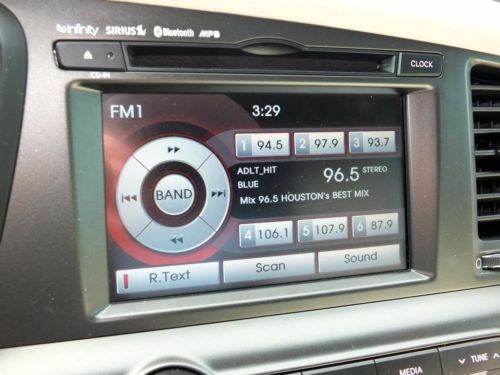 infinity SIRIUS Bluetooth MP3
CD-IN
CLOCK
FM1 3:29
1 94.5 2 97.9 3 93.7
ADLT_HIT
BLUE
96.5 STEREO
Mix 96.5 HOUSTON's BEST MIX
BAND
4 106.1 5 107.9 6 87.9
R.Text Scan Sound
MEDIA
TUNE